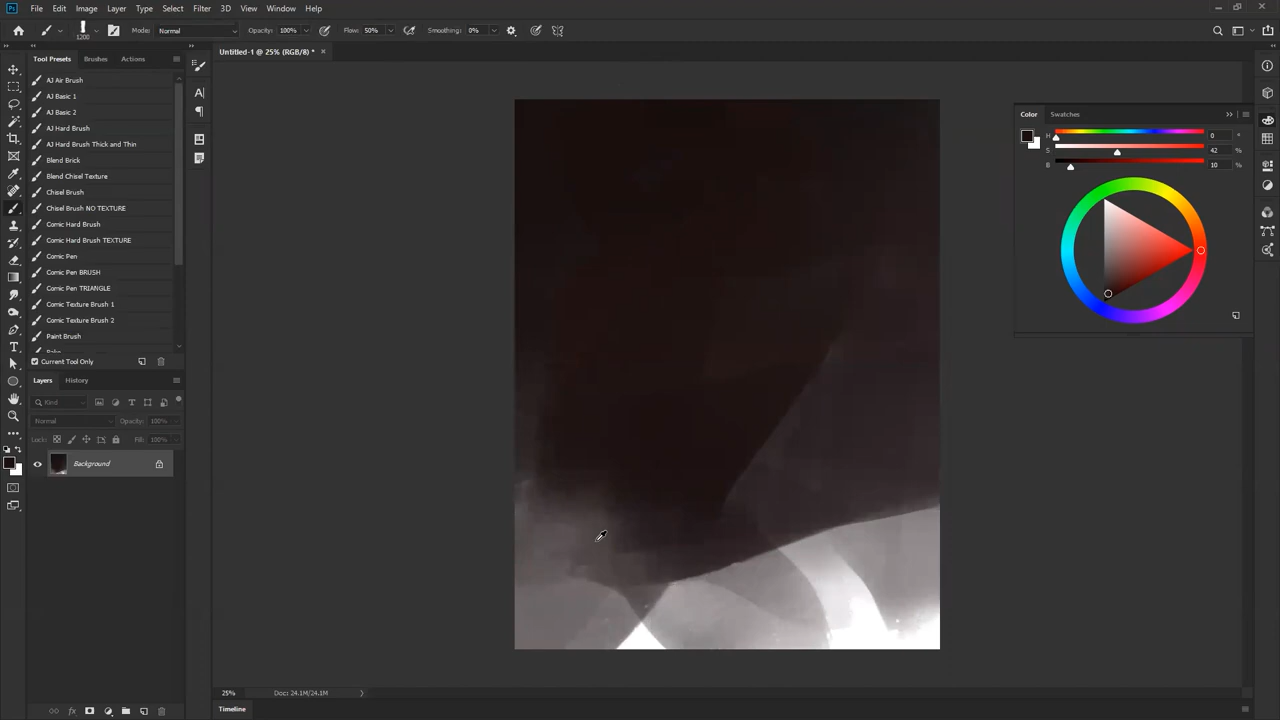 Ps File Edit Image Layer Type Select Filter 3D View Window Help
1200 Mode: Normal Opacity: 100% Flow: 50% Smoothing: 0%
Untitled-1 @ 25% (RGB/8) * ×
Tool Presets Brushes Actions
AJ Air Brush
AJ Basic 1
AJ Basic 2
AJ Hard Brush
AJ Hard Brush Thick and Thin
Blend Brick
Blend Chisel Texture
Chisel Brush
Chisel Brush NO TEXTURE
Comic Hard Brush
Comic Hard Brush TEXTURE
Comic Pen
Comic Pen BRUSH
Comic Pen TRIANGLE
Comic Texture Brush 1
Comic Texture Brush 2
Paint Brush
Current Tool Only
Layers History
Kind
Normal Opacity: 100%
Lock: Fill: 100%
Background
Color Swatches
H 0 °
S 42 %
B 10 %
25% Doc: 24.1M/24.1M
Timeline